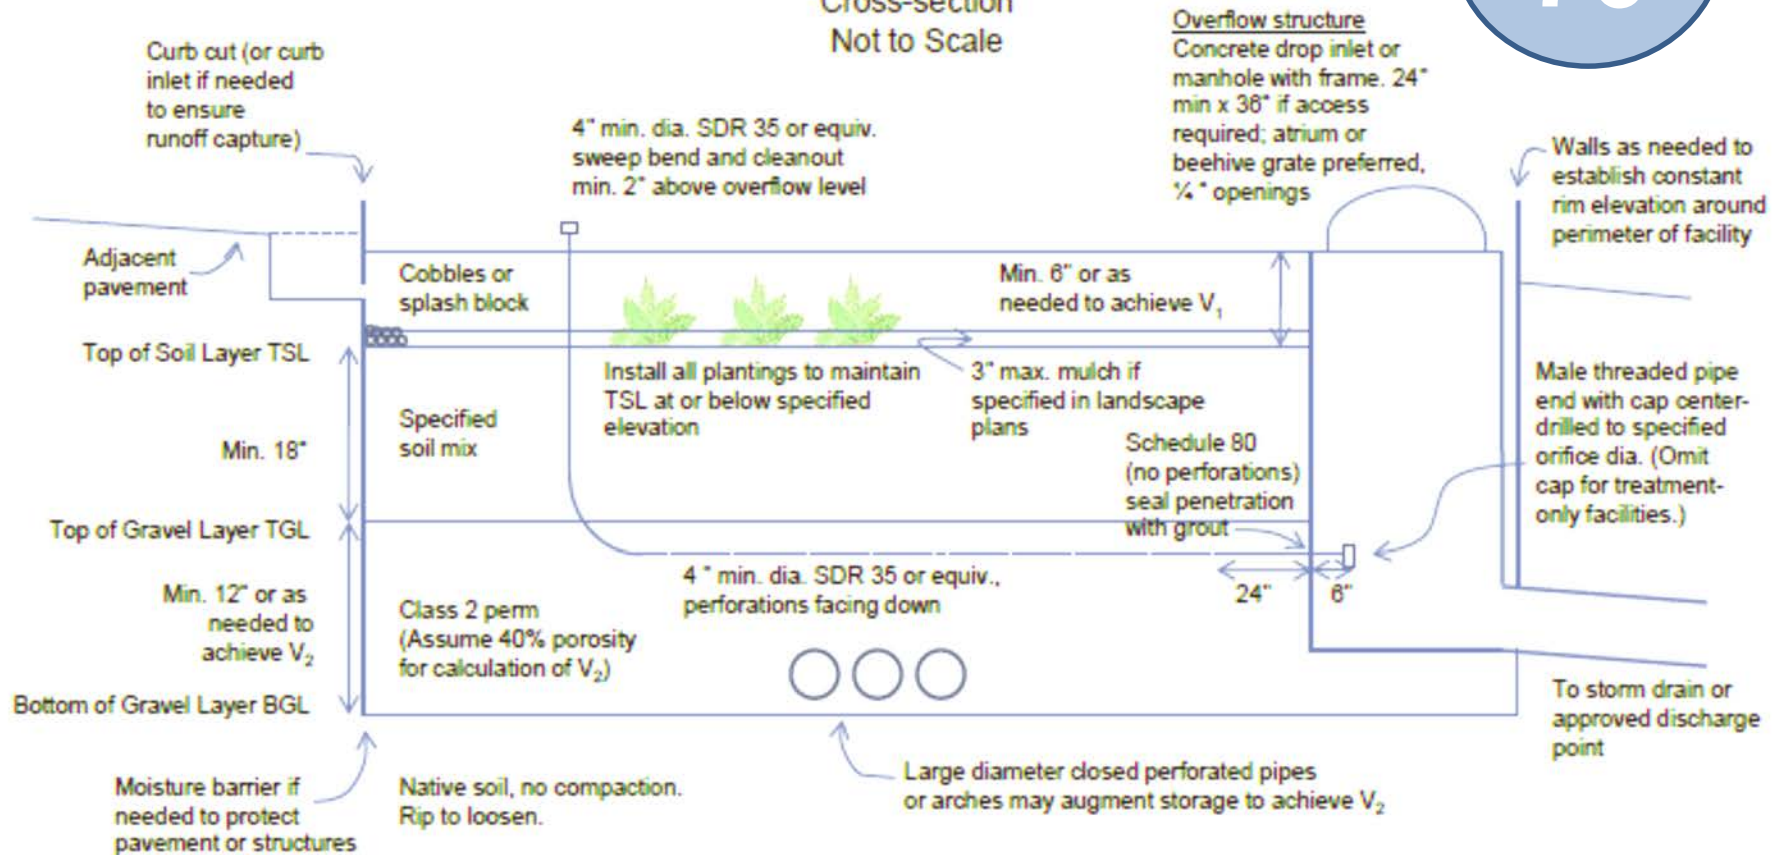 Cross-section
Not to Scale
Curb cut (or curb
inlet if needed
to ensure
runoff capture)
4" min. dia. SDR 35 or equiv.
sweep bend and cleanout
min. 2" above overflow level
Overflow structure
Concrete drop inlet or
manhole with frame. 24"
min x 36" if access
required; atrium or
beehive grate preferred,
¼ " openings
Walls as needed to
establish constant
rim elevation around
perimeter of facility
Adjacent
pavement
Cobbles or
splash block
Min. 6" or as
needed to achieve V₁
Top of Soil Layer TSL
Install all plantings to maintain
TSL at or below specified
elevation
3" max. mulch if
specified in landscape
plans
Male threaded pipe
end with cap center-
drilled to specified
orifice dia. (Omit
cap for treatment-
only facilities.)
Min. 18"
Specified
soil mix
Schedule 80
(no perforations)
seal penetration
with grout
Top of Gravel Layer TGL
Min. 12" or as
needed to
achieve V₂
Class 2 perm
(Assume 40% porosity
for calculation of V₂)
4 " min. dia. SDR 35 or equiv.,
perforations facing down
24"
6"
Bottom of Gravel Layer BGL
To storm drain or
approved discharge
point
Moisture barrier if
needed to protect
pavement or structures
Native soil, no compaction.
Rip to loosen.
Large diameter closed perforated pipes
or arches may augment storage to achieve V₂